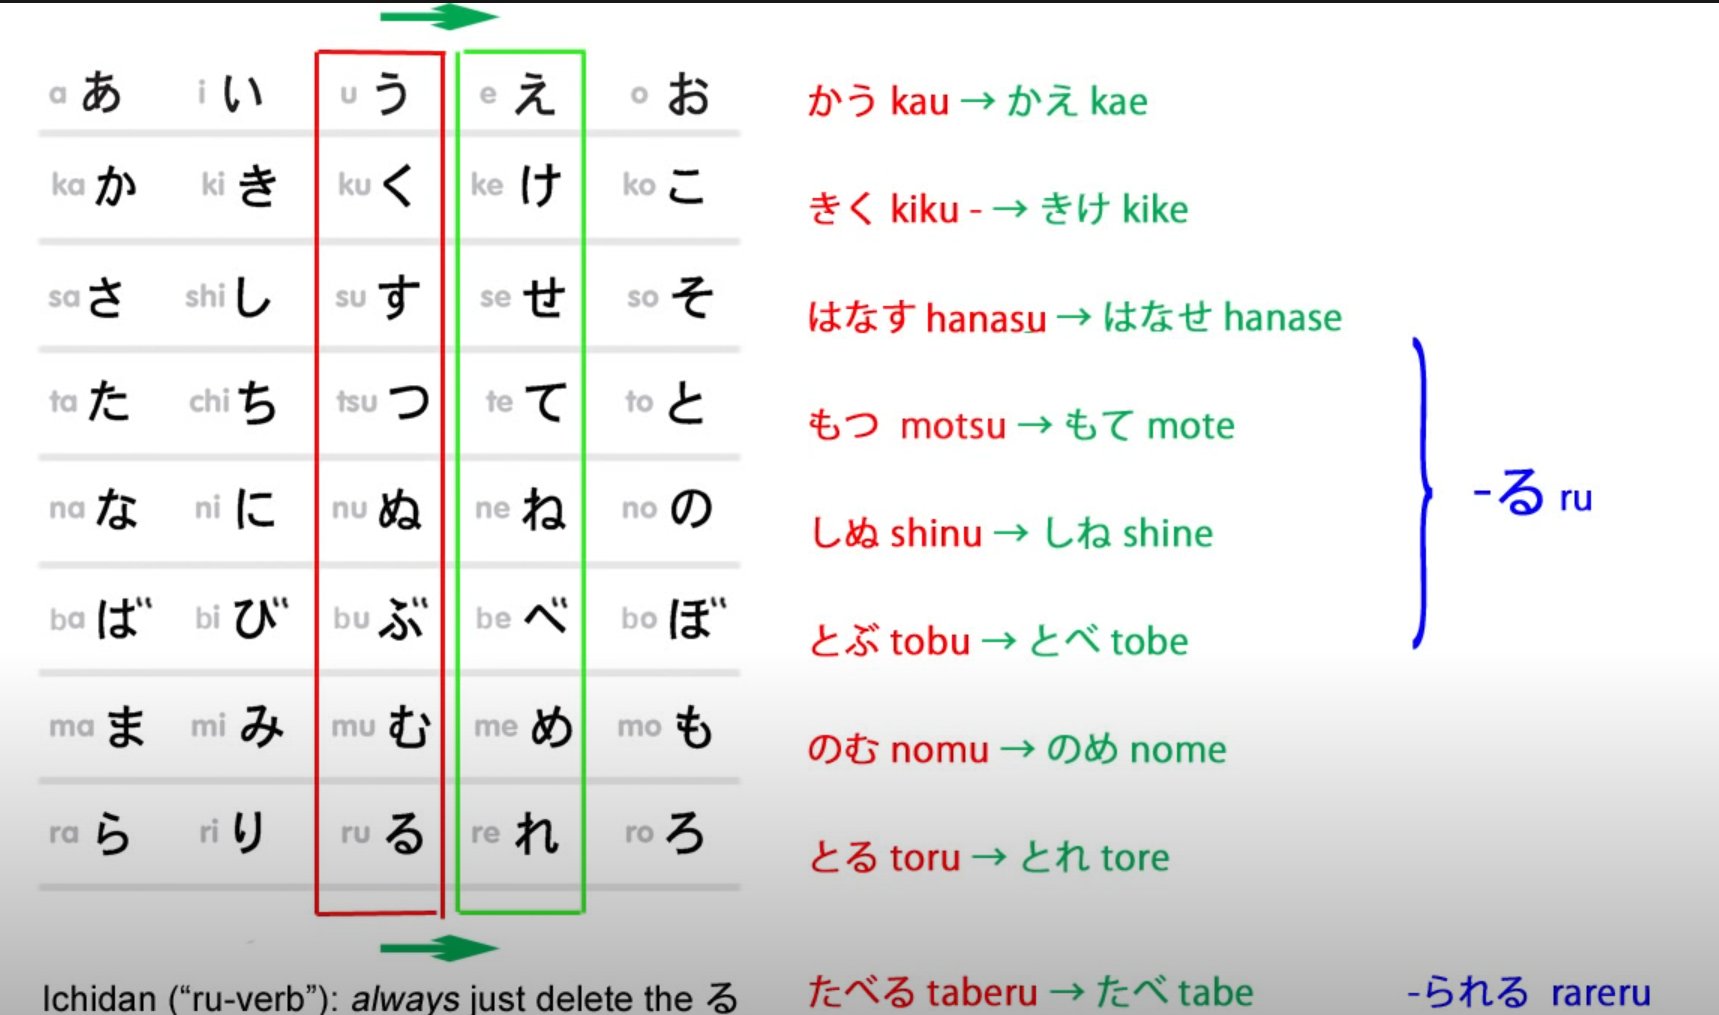 a あ i い u う e え o お
かう kau → かえ kae
ka か ki き ku く ke け ko こ
きく kiku - → きけ kike
sa さ shi し su す se せ so そ
はなす hanasu → はなせ hanase
ta た chi ち tsu つ te て to と
もつ motsu → もて mote
-る ru
na な ni に nu ぬ ne ね no の
しぬ shinu → しね shine
ba ば bi び bu ぶ be べ bo ぼ
とぶ tobu → とべ tobe
ma ま mi み mu む me め mo も
のむ nomu → のめ nome
ra ら ri り ru る re れ ro ろ
とる toru → とれ tore
Ichidan (“ru-verb”): always just delete the る
たべる taberu → たべ tabe
-られる rareru